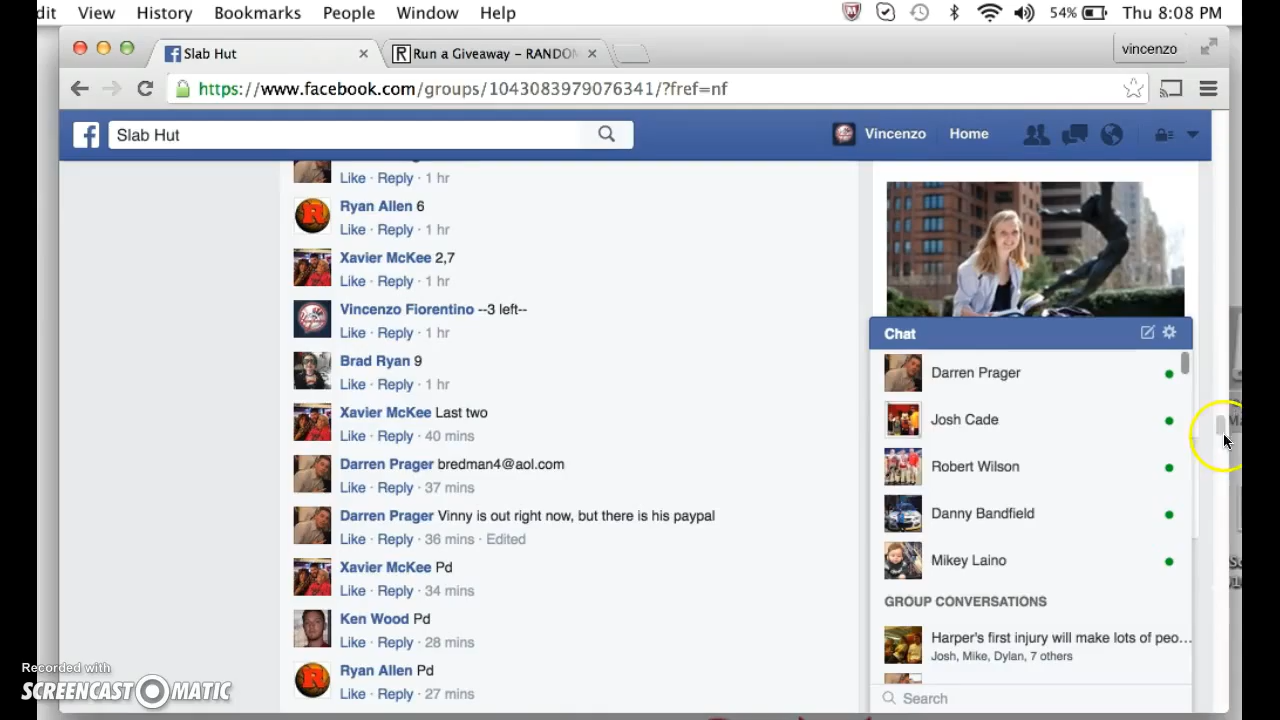 dit View History Bookmarks People Window Help 54% Thu 8:08 PM
Slab Hut Run a Giveaway – RANDO vincenzo
https://www.facebook.com/groups/1043083979076341/?fref=nf
Slab Hut Vincenzo Home
Like · Reply · 1 hr
Ryan Allen 6
Like · Reply · 1 hr
Xavier McKee 2,7
Like · Reply · 1 hr
Vincenzo Fiorentino --3 left--
Like · Reply · 1 hr
Brad Ryan 9
Like · Reply · 1 hr
Xavier McKee Last two
Like · Reply · 40 mins
Darren Prager bredman4@aol.com
Like · Reply · 37 mins
Darren Prager Vinny is out right now, but there is his paypal
Like · Reply · 36 mins · Edited
Xavier McKee Pd
Like · Reply · 34 mins
Ken Wood Pd
Like · Reply · 28 mins
Ryan Allen Pd
Like · Reply · 27 mins
Chat
Darren Prager
Josh Cade
Robert Wilson
Danny Bandfield
Mikey Laino
GROUP CONVERSATIONS
Harper's first injury will make lots of peo...
Josh, Mike, Dylan, 7 others
Search
Recorded with
SCREENCAST-O-MATIC